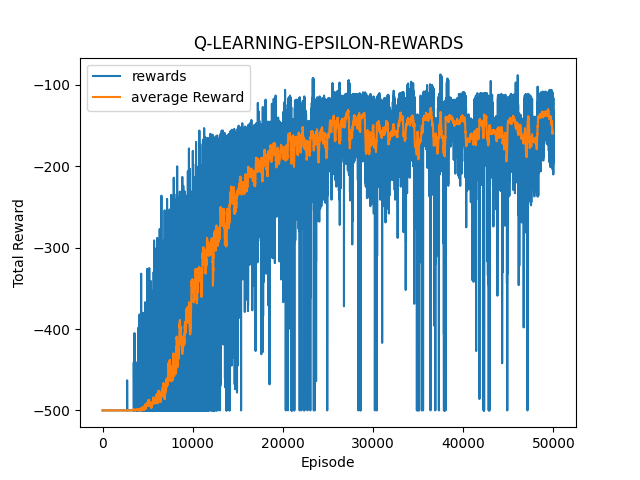 Q-LEARNING-EPSILON-REWARDS
rewards
average Reward
Total Reward
−100
−200
−300
−400
−500
0
10000
20000
30000
40000
50000
Episode